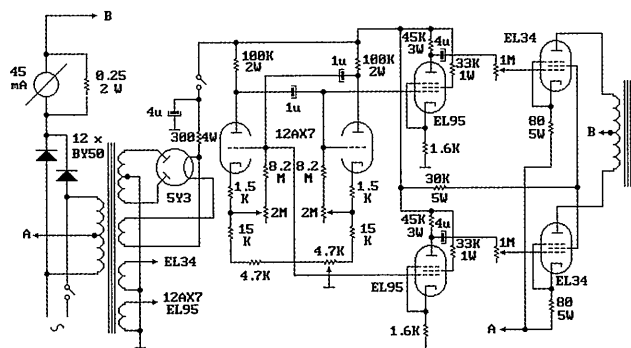 B
45
mA
0.25
2 W
12 x
BY50
A
4u
300 4W
5Y3
EL34
12AX7
EL95
100K
2W
1u
1u
100K
2W
12AX7
8.2
M
8.2
M
1.5
K
2M
2M
1.5
K
15
K
15
K
4.7K
4.7K
45K
3W
4u
33K
1W
1M
EL95
1.6K
30K
5W
45K
3W
4u
33K
1W
1M
EL95
1.6K
EL34
80
5W
B
EL34
80
5W
A